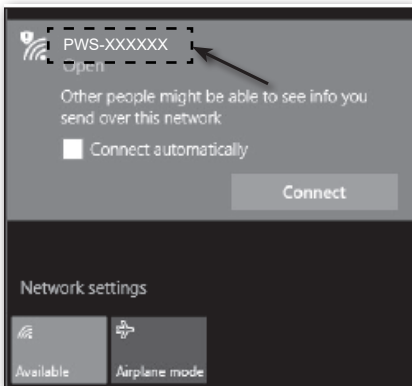 PWS-XXXXXX
Open
Other people might be able to see info you
send over this network
Connect automatically
Connect
Network settings
Available
Airplane mode